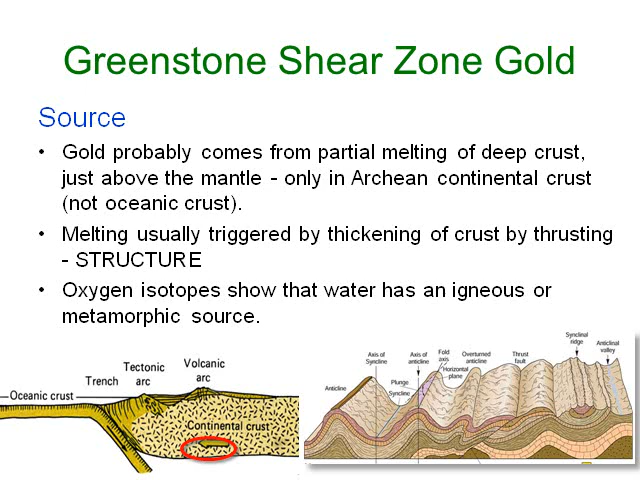 Greenstone Shear Zone Gold
Source
• Gold probably comes from partial melting of deep crust,
just above the mantle - only in Archean continental crust
(not oceanic crust).
• Melting usually triggered by thickening of crust by thrusting
- STRUCTURE
• Oxygen isotopes show that water has an igneous or
metamorphic source.
Oceanic crust
Trench
Tectonic
arc
Volcanic
arc
Continental crust
Anticline
Axis of
Syncline
Plunge
Syncline
Axis of
anticline
Fold
axis
Horizontal
plane
Overturned
anticline
Thrust
fault
Synclinal
ridge
Anticlinal
valley